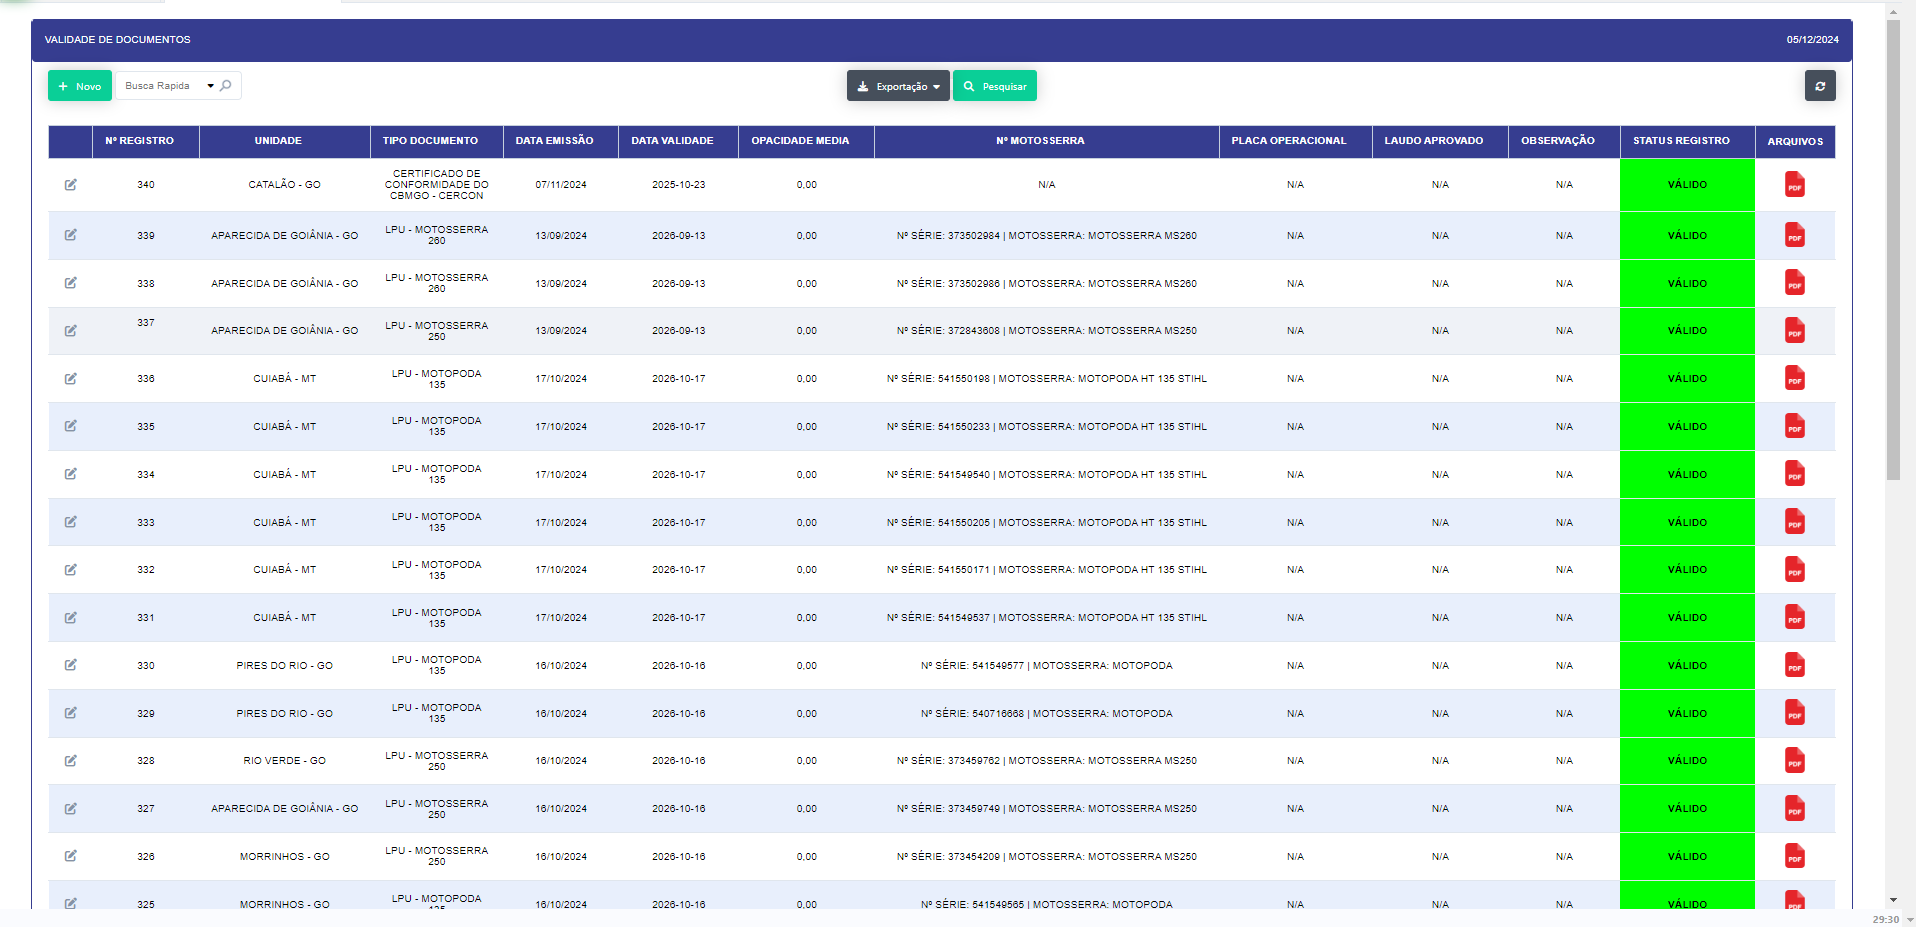 VALIDADE DE DOCUMENTOS 05/12/2024
Novo Busca Rapida Exportação Pesquisar
Nº REGISTRO UNIDADE TIPO DOCUMENTO DATA EMISSÃO DATA VALIDADE OPACIDADE MEDIA Nº MOTOSSERRA PLACA OPERACIONAL LAUDO APROVADO OBSERVAÇÃO STATUS REGISTRO ARQUIVOS
340 CATALÃO - GO CERTIFICADO DE CONFORMIDADE DO CBMGO - CERCON 07/11/2024 2025-10-23 0,00 N/A N/A N/A N/A VÁLIDO PDF
339 APARECIDA DE GOIÂNIA - GO LPU - MOTOSSERRA 260 13/09/2024 2026-09-13 0,00 Nº SÉRIE: 373502984 | MOTOSSERRA: MOTOSSERRA MS260 N/A N/A N/A VÁLIDO PDF
338 APARECIDA DE GOIÂNIA - GO LPU - MOTOSSERRA 260 13/09/2024 2026-09-13 0,00 Nº SÉRIE: 373502986 | MOTOSSERRA: MOTOSSERRA MS260 N/A N/A N/A VÁLIDO PDF
337 APARECIDA DE GOIÂNIA - GO LPU - MOTOSSERRA 250 13/09/2024 2026-09-13 0,00 Nº SÉRIE: 372843608 | MOTOSSERRA: MOTOSSERRA MS250 N/A N/A N/A VÁLIDO PDF
336 CUIABÁ - MT LPU - MOTOPODA 135 17/10/2024 2026-10-17 0,00 Nº SÉRIE: 541550198 | MOTOSSERRA: MOTOPODA HT 135 STIHL N/A N/A N/A VÁLIDO PDF
335 CUIABÁ - MT LPU - MOTOPODA 135 17/10/2024 2026-10-17 0,00 Nº SÉRIE: 541550233 | MOTOSSERRA: MOTOPODA HT 135 STIHL N/A N/A N/A VÁLIDO PDF
334 CUIABÁ - MT LPU - MOTOPODA 135 17/10/2024 2026-10-17 0,00 Nº SÉRIE: 541549540 | MOTOSSERRA: MOTOPODA HT 135 STIHL N/A N/A N/A VÁLIDO PDF
333 CUIABÁ - MT LPU - MOTOPODA 135 17/10/2024 2026-10-17 0,00 Nº SÉRIE: 541550205 | MOTOSSERRA: MOTOPODA HT 135 STIHL N/A N/A N/A VÁLIDO PDF
332 CUIABÁ - MT LPU - MOTOPODA 135 17/10/2024 2026-10-17 0,00 Nº SÉRIE: 541550171 | MOTOSSERRA: MOTOPODA HT 135 STIHL N/A N/A N/A VÁLIDO PDF
331 CUIABÁ - MT LPU - MOTOPODA 135 17/10/2024 2026-10-17 0,00 Nº SÉRIE: 541549537 | MOTOSSERRA: MOTOPODA HT 135 STIHL N/A N/A N/A VÁLIDO PDF
330 PIRES DO RIO - GO LPU - MOTOPODA 135 16/10/2024 2026-10-16 0,00 Nº SÉRIE: 541549577 | MOTOSSERRA: MOTOPODA N/A N/A N/A VÁLIDO PDF
329 PIRES DO RIO - GO LPU - MOTOPODA 135 16/10/2024 2026-10-16 0,00 Nº SÉRIE: 540716668 | MOTOSSERRA: MOTOPODA N/A N/A N/A VÁLIDO PDF
328 RIO VERDE - GO LPU - MOTOSSERRA 250 16/10/2024 2026-10-16 0,00 Nº SÉRIE: 373459762 | MOTOSSERRA: MOTOSSERRA MS250 N/A N/A N/A VÁLIDO PDF
327 APARECIDA DE GOIÂNIA - GO LPU - MOTOSSERRA 250 16/10/2024 2026-10-16 0,00 Nº SÉRIE: 373459749 | MOTOSSERRA: MOTOSSERRA MS250 N/A N/A N/A VÁLIDO PDF
326 MORRINHOS - GO LPU - MOTOSSERRA 250 16/10/2024 2026-10-16 0,00 Nº SÉRIE: 373454209 | MOTOSSERRA: MOTOSSERRA MS250 N/A N/A N/A VÁLIDO PDF
325 MORRINHOS - GO LPU - MOTOPODA 135 16/10/2024 2026-10-16 0,00 Nº SÉRIE: 541549565 | MOTOSSERRA: MOTOPODA N/A N/A N/A VÁLIDO PDF
29:30